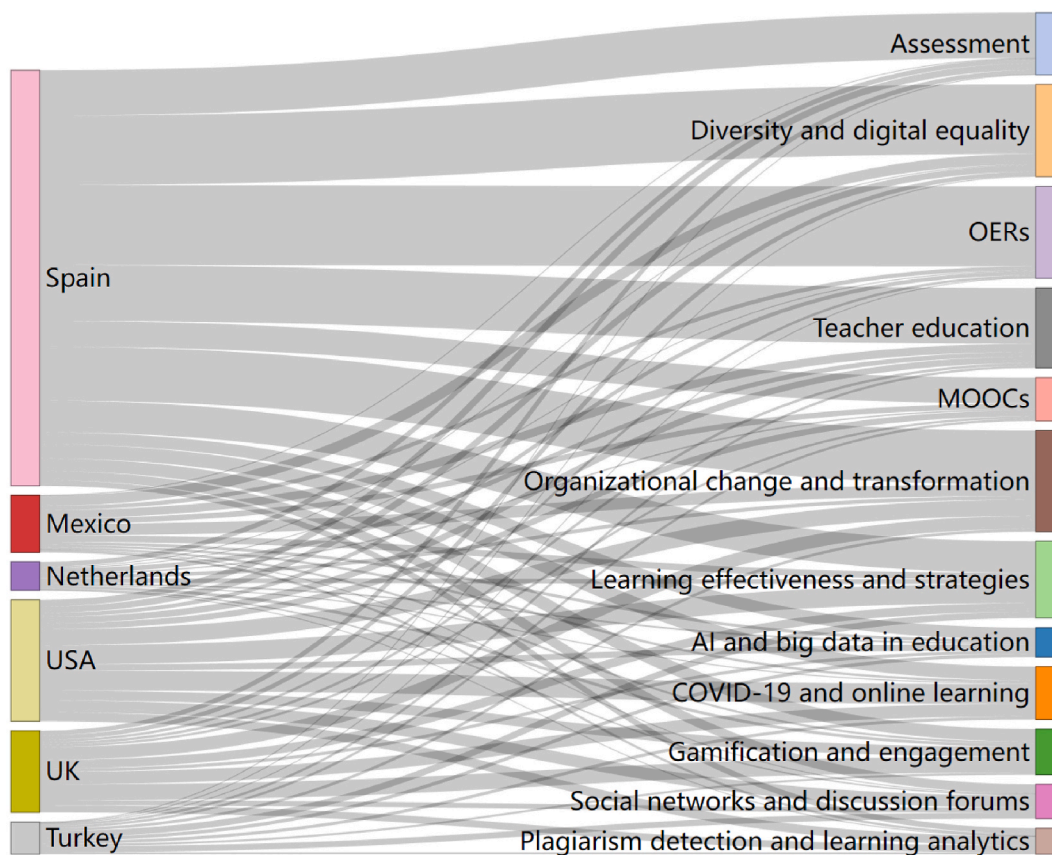 Spain
Mexico
Netherlands
USA
UK
Turkey
Assessment
Diversity and digital equality
OERs
Teacher education
MOOCs
Organizational change and transformation
Learning effectiveness and strategies
AI and big data in education
COVID-19 and online learning
Gamification and engagement
Social networks and discussion forums
Plagiarism detection and learning analytics